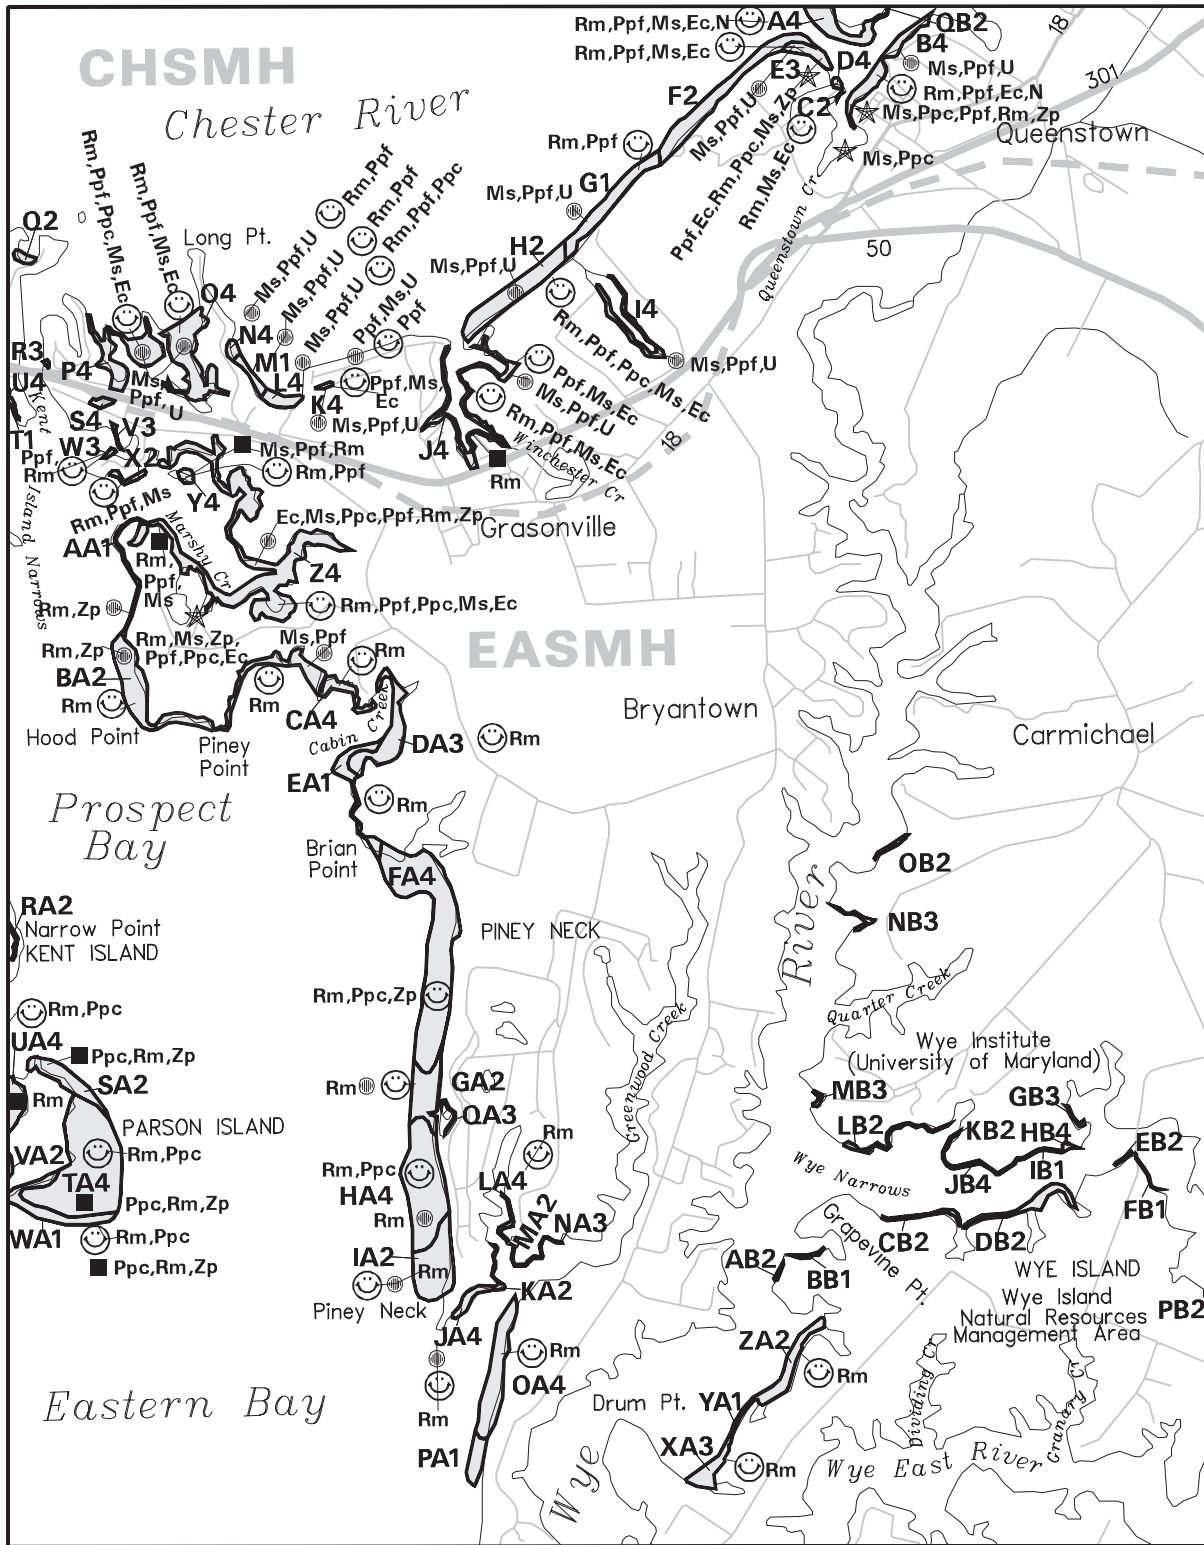 Rm,Ppf,Ms,Ec,N
A4
QB2
18
CHSMH
Rm,Ppf,Ms,Ec
E3
D4
B4
Ms,Ppf,U
301
Chester River
F2
Rm,Ppf,Ec,N
C2
Ms,Ppc,Ppf,Rm,Zp
Queenstown
Ms,Ppf,U
Ppf,Ec,Rm,Ppc,Ms,Zp
Rm,Ms,Ec
Ms,Ppc
Rm,Ppf
Queenstown Cr
Rm,Ppf,Ppc,Ms,Ec
Rm,Ppf,Ms,Ec
Ms,Ppf,U
G1
Q2
Long Pt.
Ms,Ppf,U
Rm,Ppf
Ms,Ppf,U
Rm,Ppf
Ms,Ppf,U
Rm,Ppf,Ppc
Ppf,Ms,U
Ppf
H2
50
Ms,Ppf,U
O4
I4
N4
Rm,Ppf,Ppc,Ms,Ec
R3
P4
M1
Ms,Ppf,U
U4
Ms,
Ppf,U
L4
Ppf,Ms,
Ec
Ppf,Ms,Ec
Kent
K4
Ms,Ppf,U
Ms,Ppf,U
S4
V3
Rm,Ppf,Ms,Ec
T1
W3
X2
Ms,Ppf,Rm
J4
Winchester Cr
18
Ppf,
Rm
Rm,Ppf
Rm
Island Narrows
Rm,Ppf,Ms
Y4
Marshy Cr
Ec,Ms,Ppc,Ppf,Rm,Zp
Grasonville
AA1
Rm,
Ppf,
Ms
Z4
Rm,Zp
Rm,Ppf,Ppc,Ms,Ec
Rm,Zp
Rm,Ms,Zp,
Ppf,Ppc,Ec
Ms,Ppf
Rm
EASMH
BA2
Rm
Rm
CA4
Bryantown
Hood Point
Piney
Point
Cabin Creek
DA3
Rm
Carmichael
EA1
Prospect
Bay
Rm
Brian
Point
FA4
OB2
RA2
Narrow Point
KENT ISLAND
PINEY NECK
NB3
River
Rm,Ppc,Zp
Quarter Creek
Rm,Ppc
Greenwood Creek
Wye Institute
(University of Maryland)
UA4
Ppc,Rm,Zp
SA2
Rm
Rm
GA2
QA3
MB3
GB3
PARSON ISLAND
Rm
LB2
KB2
HB4
EB2
VA2
Rm,Ppc
Rm,Ppc
HA4
LA4
Wye Narrows
JB4
IB1
TA4
Ppc,Rm,Zp
Rm
MA2
NA3
FB1
WA1
Rm,Ppc
Grapevine Pt.
CB2
DB2
Ppc,Rm,Zp
IA2
Rm
AB2
BB1
WYE ISLAND
Piney Neck
KA2
Wye Island
Natural Resources
Management Area
PB2
JA4
ZA2
Rm
OA4
Rm
Eastern Bay
Rm
Drum Pt.
YA1
Dividing Cr
Granary Cr
PA1
XA3
Rm
Wye East River
Wye